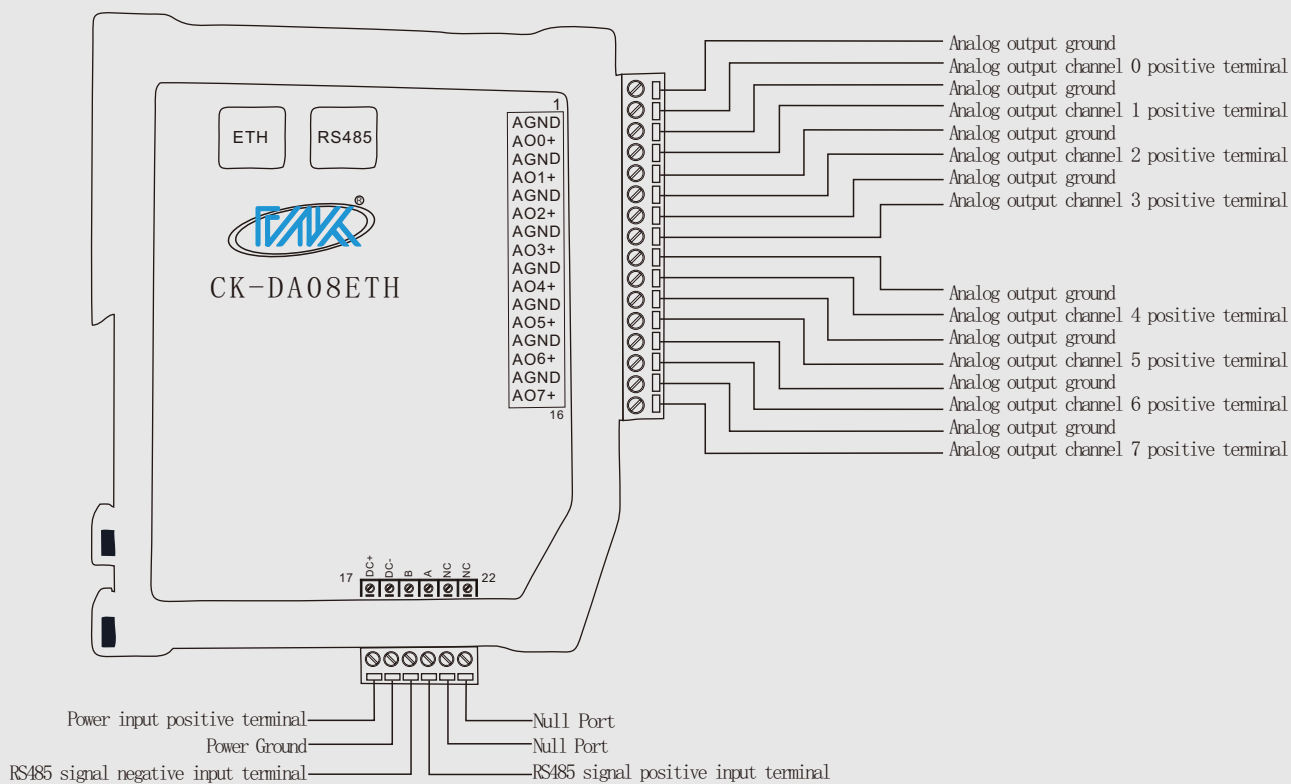 ETH
RS485
®
CK-DA08ETH
1
AGND
AO0+
AGND
AO1+
AGND
AO2+
AGND
AO3+
AGND
AO4+
AGND
AO5+
AGND
AO6+
AGND
AO7+
16
Analog output ground
Analog output channel 0 positive terminal
Analog output ground
Analog output channel 1 positive terminal
Analog output ground
Analog output channel 2 positive terminal
Analog output ground
Analog output channel 3 positive terminal
Analog output ground
Analog output channel 4 positive terminal
Analog output ground
Analog output channel 5 positive terminal
Analog output ground
Analog output channel 6 positive terminal
Analog output ground
Analog output channel 7 positive terminal
17 DC+ DC- B A NC NC 22
Power input positive terminal
Power Ground
RS485 signal negative input terminal
Null Port
Null Port
RS485 signal positive input terminal